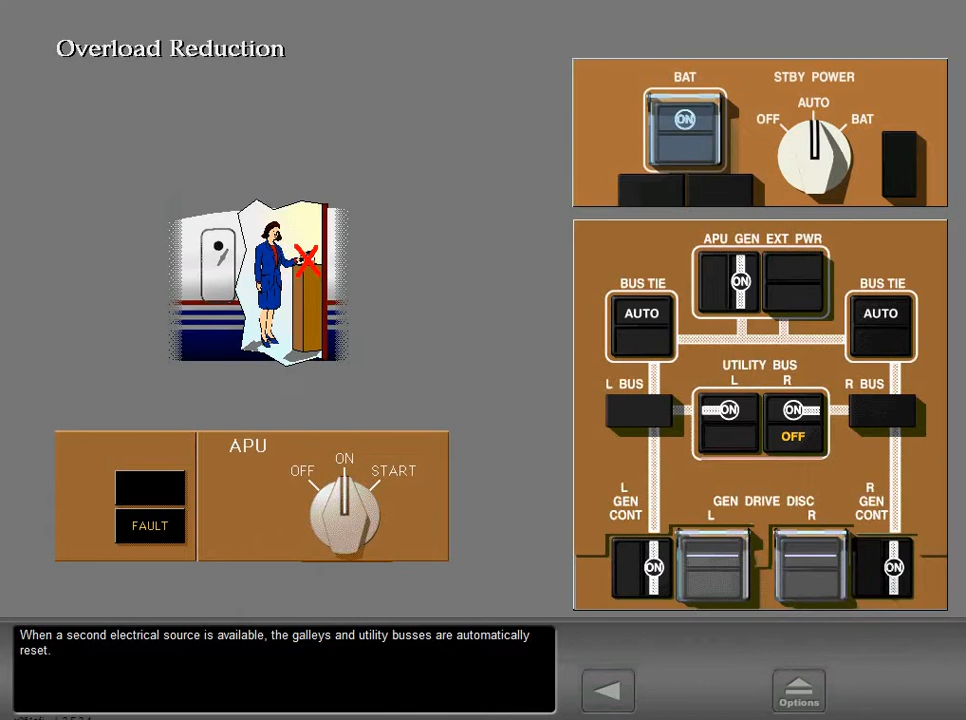 Overload Reduction
BAT
STBY POWER
ON
AUTO
OFF
BAT
APU GEN EXT PWR
ON
BUS TIE
BUS TIE
AUTO
AUTO
UTILITY BUS
L R
L BUS
R BUS
ON
ON
OFF
APU
ON
OFF
START
FAULT
L
GEN
CONT
GEN DRIVE DISC
L R
R
GEN
CONT
ON
ON
When a second electrical source is available, the galleys and utility busses are automatically
reset.
Options